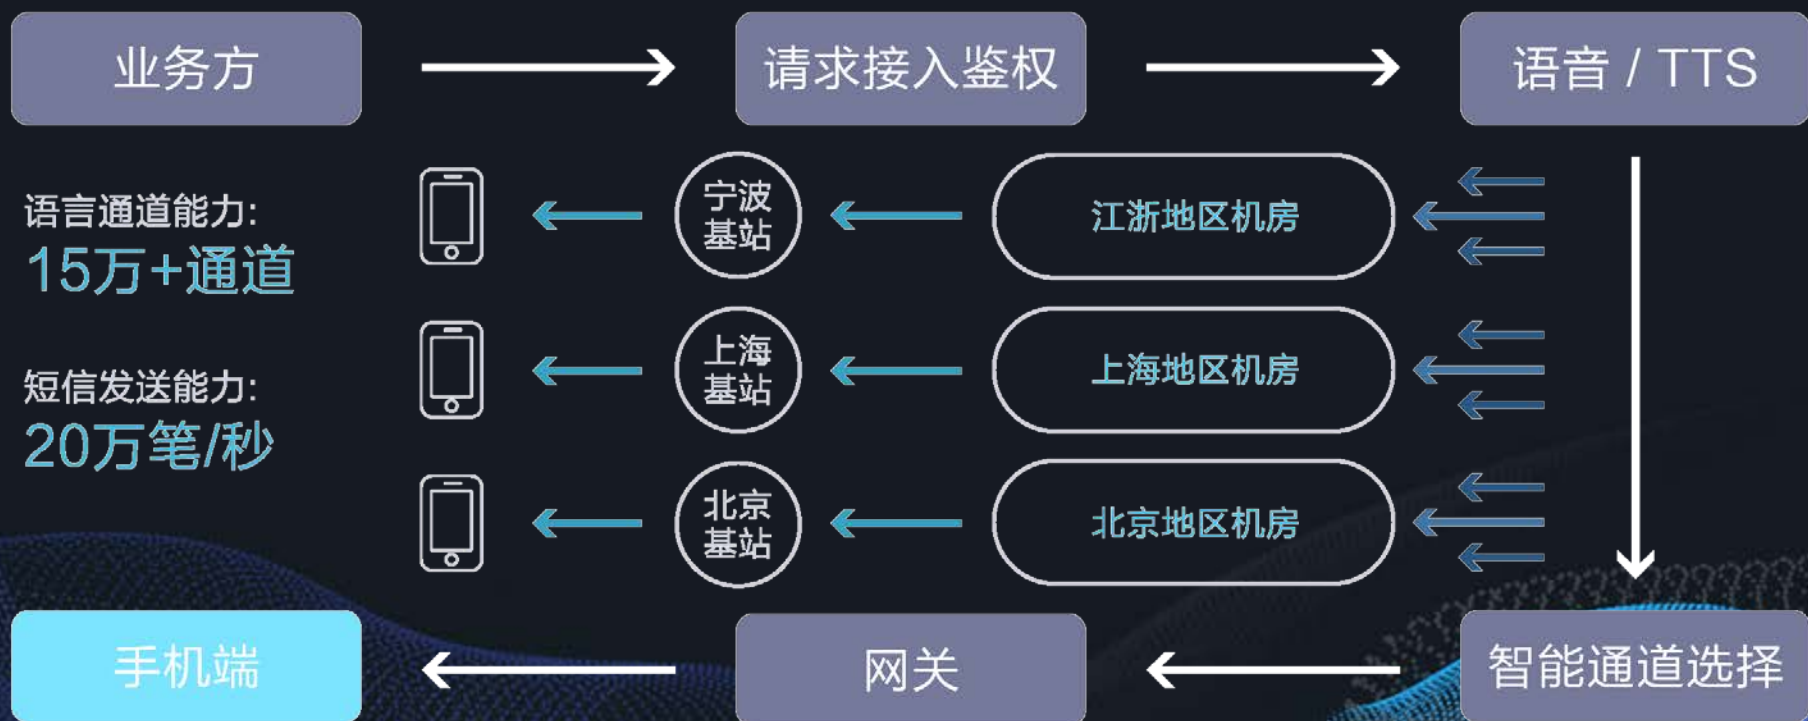 业务方
请求接入鉴权
语音 / TTS
语言通道能力:
15万+通道
短信发送能力:
20万笔/秒
宁波
基站
江浙地区机房
上海
基站
上海地区机房
北京
基站
北京地区机房
手机端
网关
智能通道选择